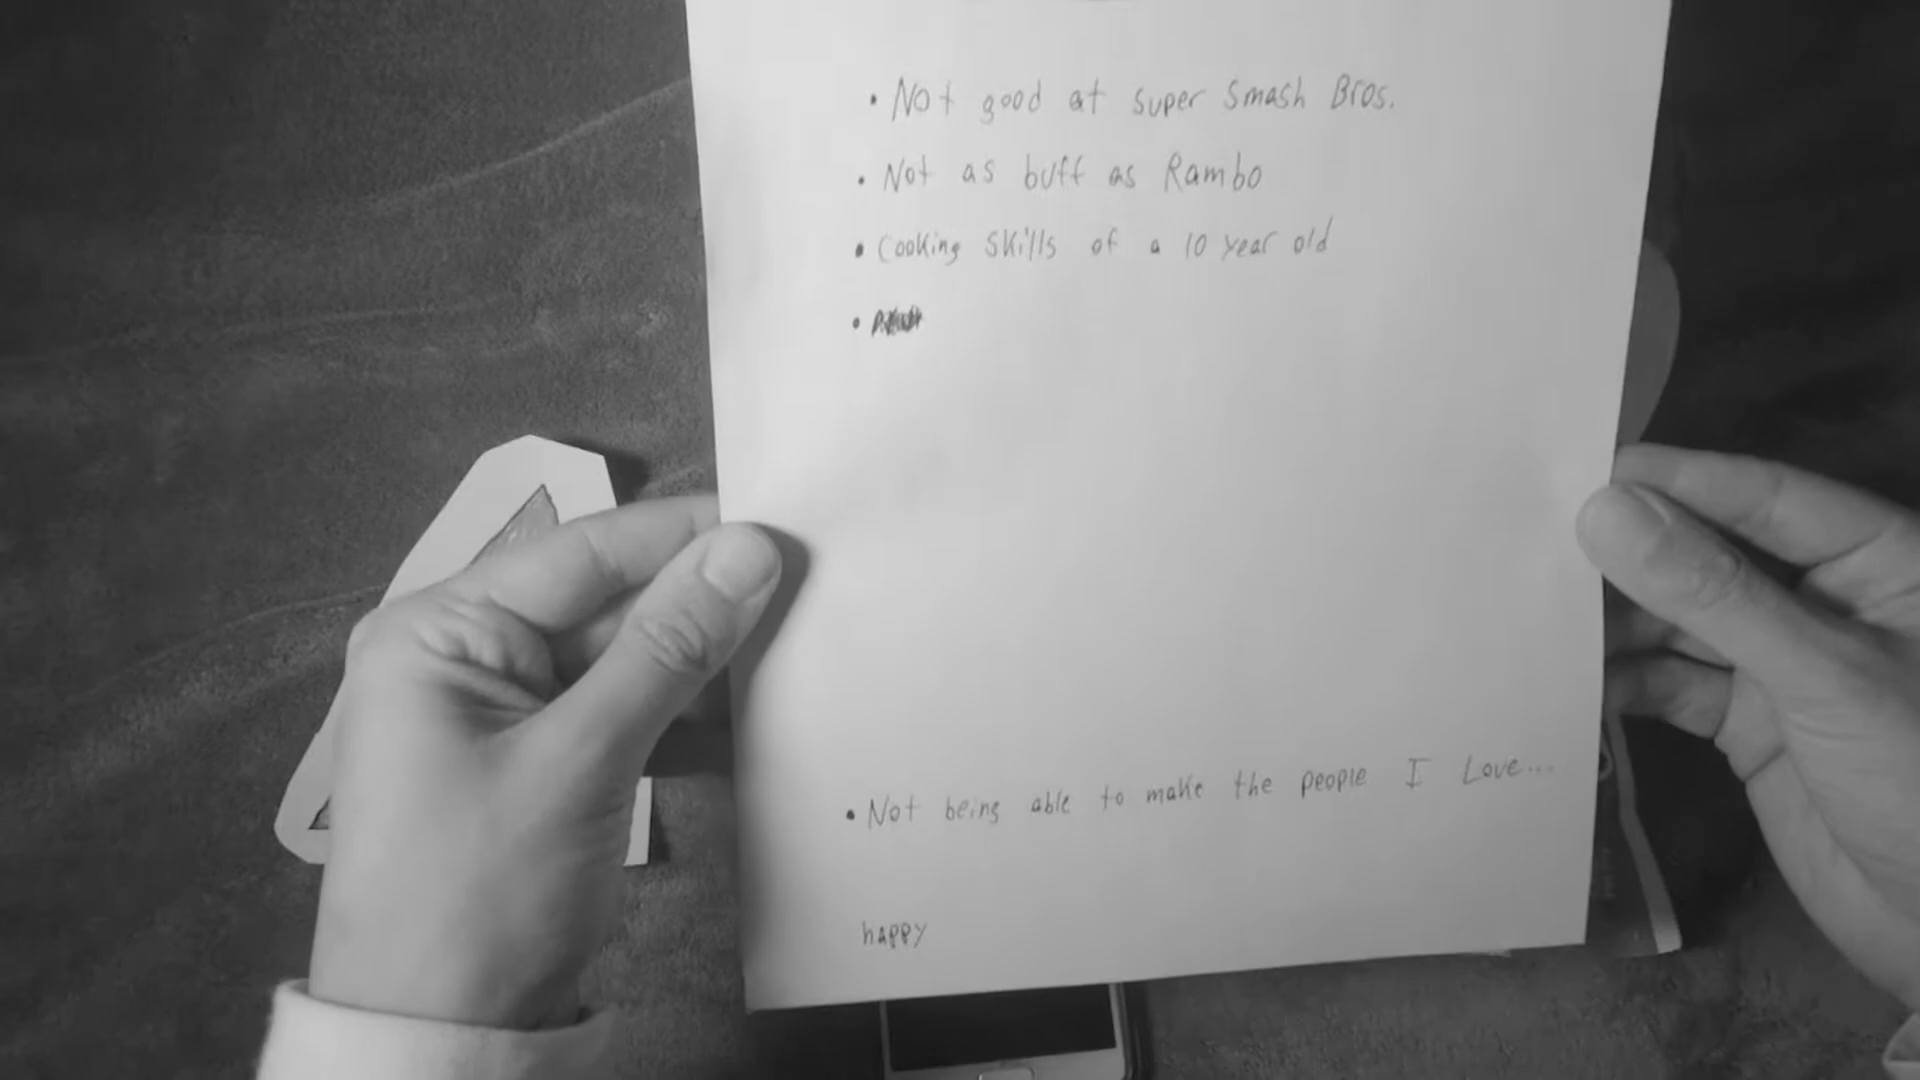 • Not good at super smash Bros.
• Not as buff as Rambo
• Cooking skills of a 10 year old
•
• Not being able to make the people I Love...
happy